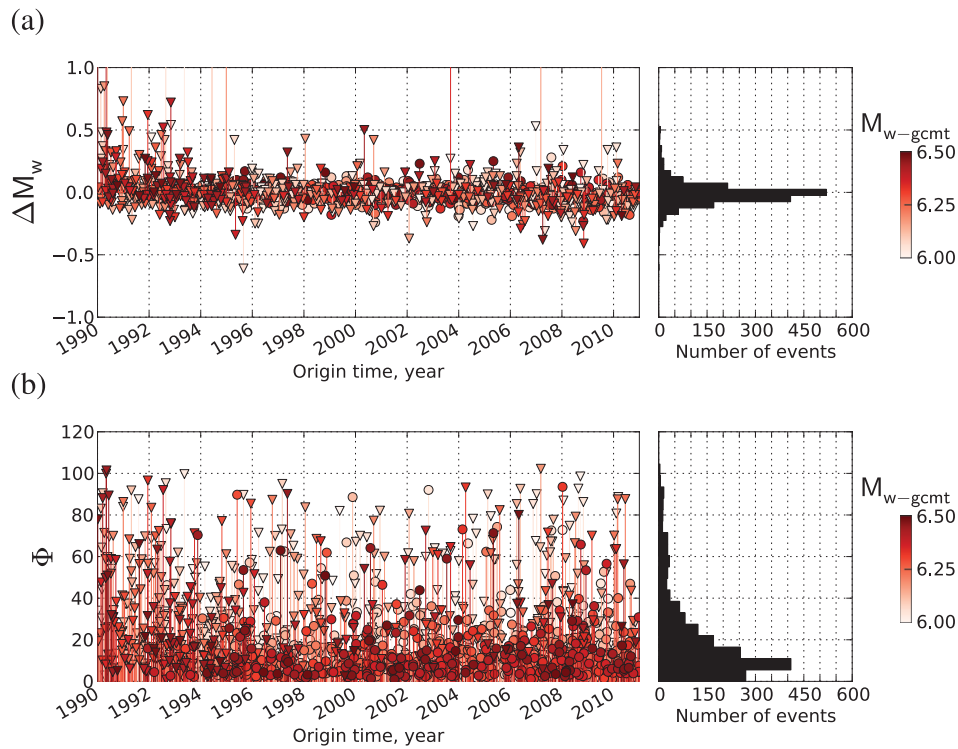 (a)
ΔM_w
1.0
0.5
0.0
−0.5
−1.0
1990 1992 1994 1996 1998 2000 2002 2004 2006 2008 2010
Origin time, year
0 150 300 450 600
Number of events
M_w−gcmt
6.50
6.25
6.00
(b)
Φ
120
100
80
60
40
20
0
1990 1992 1994 1996 1998 2000 2002 2004 2006 2008 2010
Origin time, year
0 150 300 450 600
Number of events
M_w−gcmt
6.50
6.25
6.00